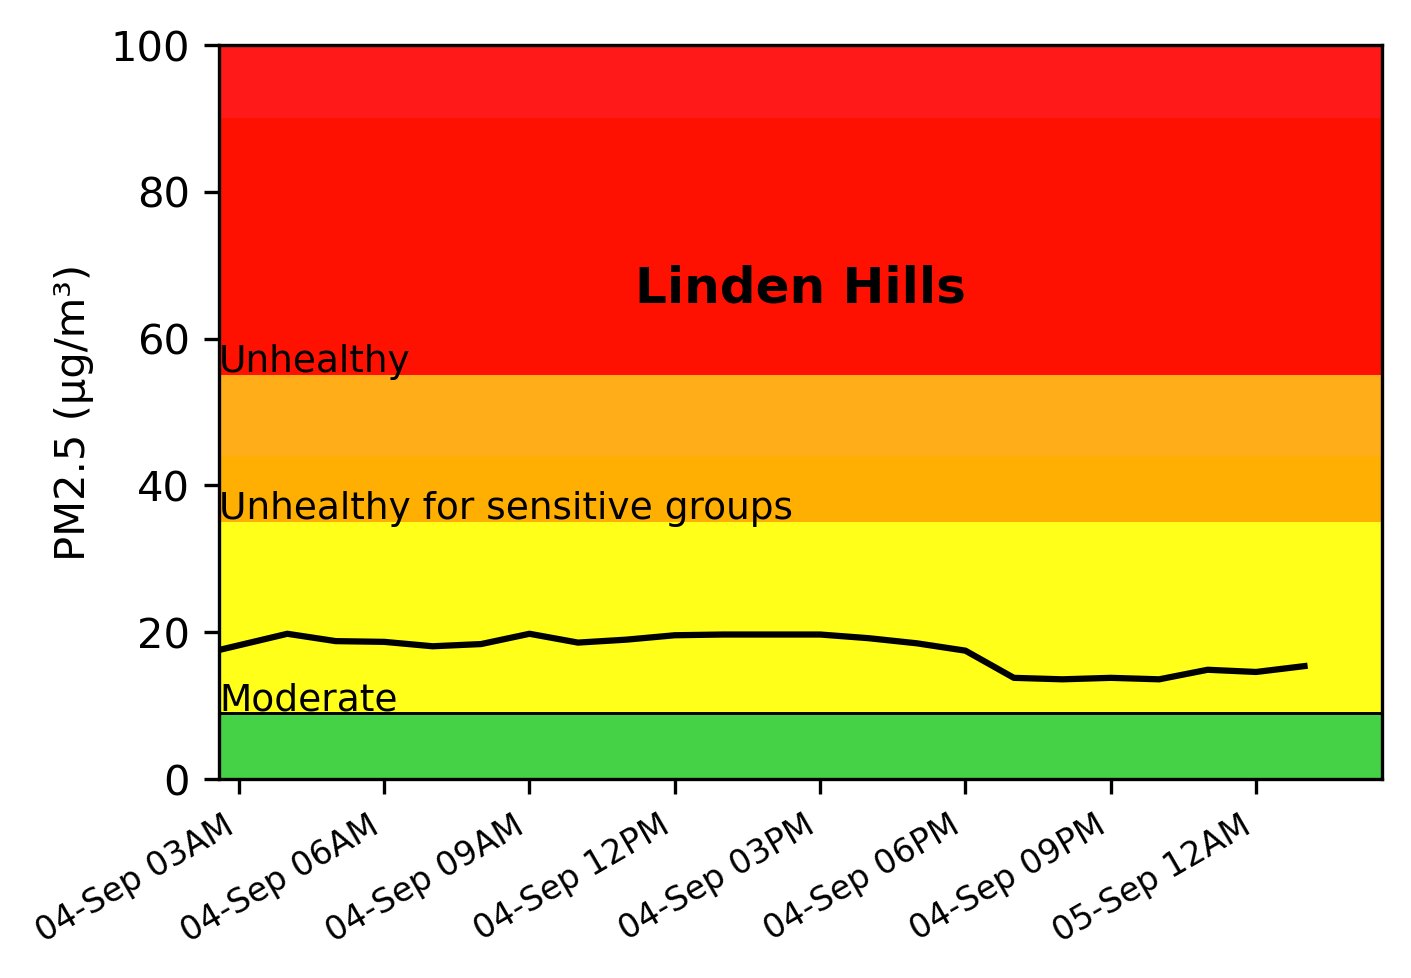 100
80
60
40
20
0
PM2.5 (µg/m³)
Linden Hills
Unhealthy
Unhealthy for sensitive groups
Moderate
04-Sep 03AM
04-Sep 06AM
04-Sep 09AM
04-Sep 12PM
04-Sep 03PM
04-Sep 06PM
04-Sep 09PM
05-Sep 12AM